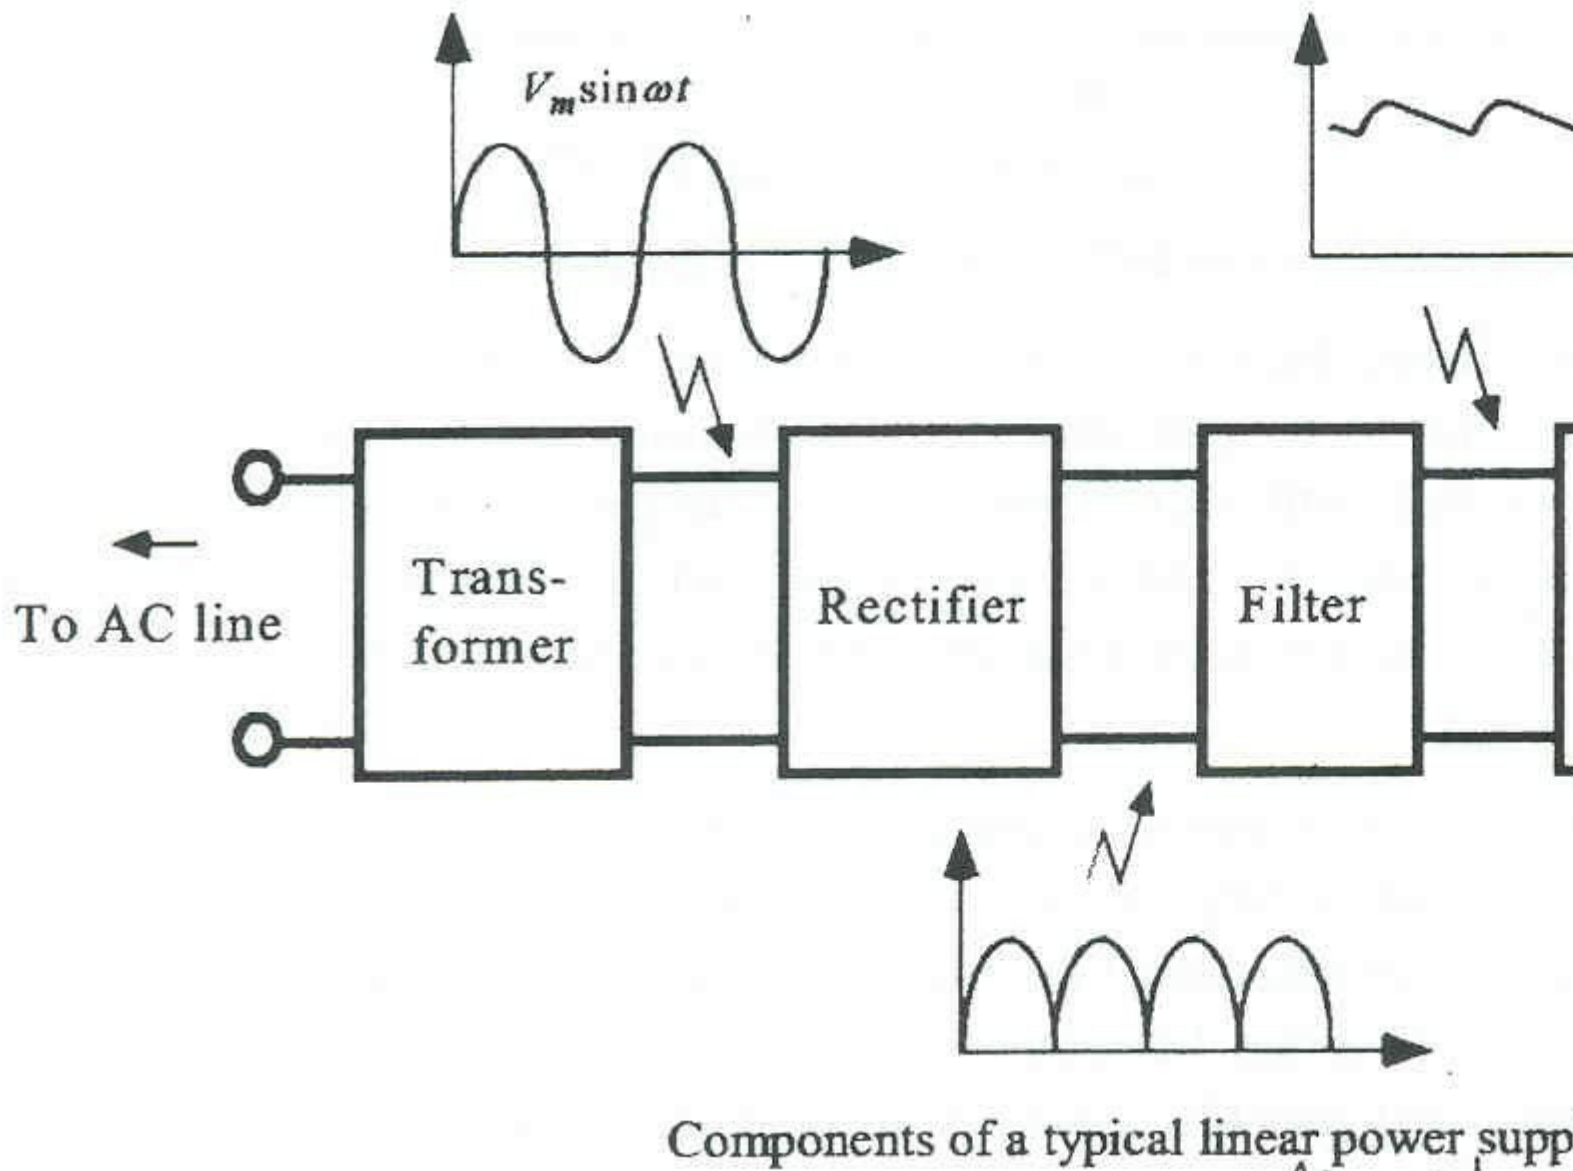 V_m sin ωt
To AC line
Trans-
former
Rectifier
Filter
Components of a typical linear power supp